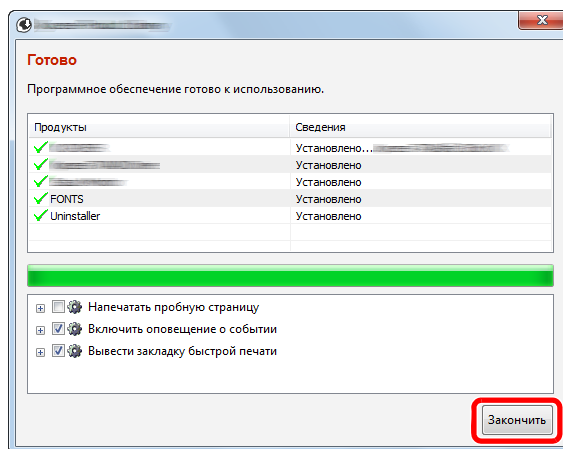 Готово
Программное обеспечение готово к использованию.
Продукты Сведения
Установлено...
Установлено
Установлено
FONTS Установлено
Uninstaller Установлено
Напечатать пробную страницу
Включить оповещение о событии
Вывести закладку быстрой печати
Закончить